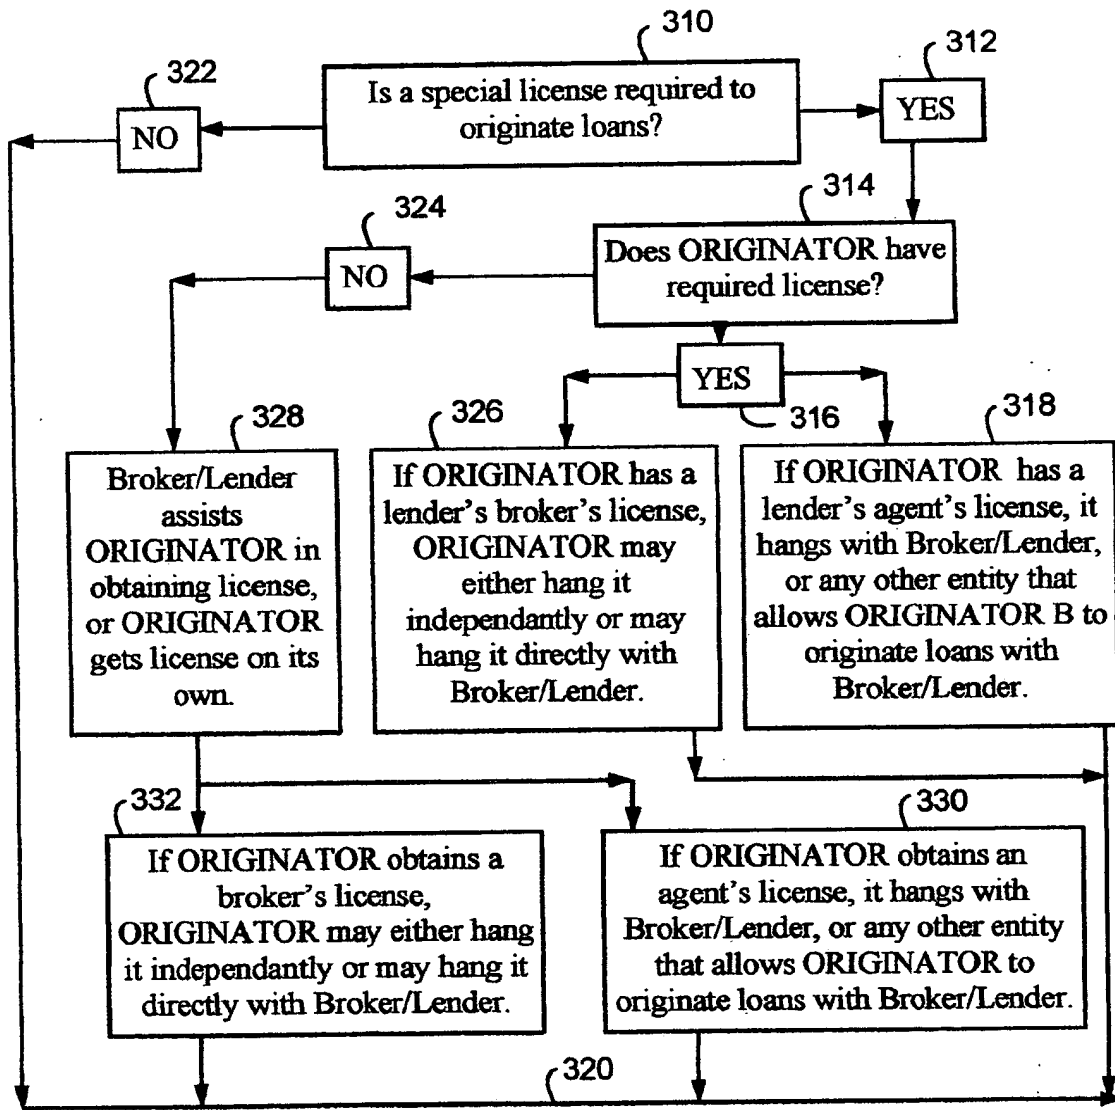 310
Is a special license required to
originate loans?
312
YES
322
NO
314
Does ORIGINATOR have
required license?
324
NO
YES
316
328
Broker/Lender
assists
ORIGINATOR in
obtaining license,
or ORIGINATOR
gets license on its
own.
326
If ORIGINATOR has a
lender's broker's license,
ORIGINATOR may
either hang it
independantly or may
hang it directly with
Broker/Lender.
318
If ORIGINATOR has a
lender's agent's license, it
hangs with Broker/Lender,
or any other entity that
allows ORIGINATOR B to
originate loans with
Broker/Lender.
332
If ORIGINATOR obtains a
broker's license,
ORIGINATOR may either hang
it independantly or may hang it
directly with Broker/Lender.
330
If ORIGINATOR obtains an
agent's license, it hangs with
Broker/Lender, or any other entity
that allows ORIGINATOR to
originate loans with Broker/Lender.
320